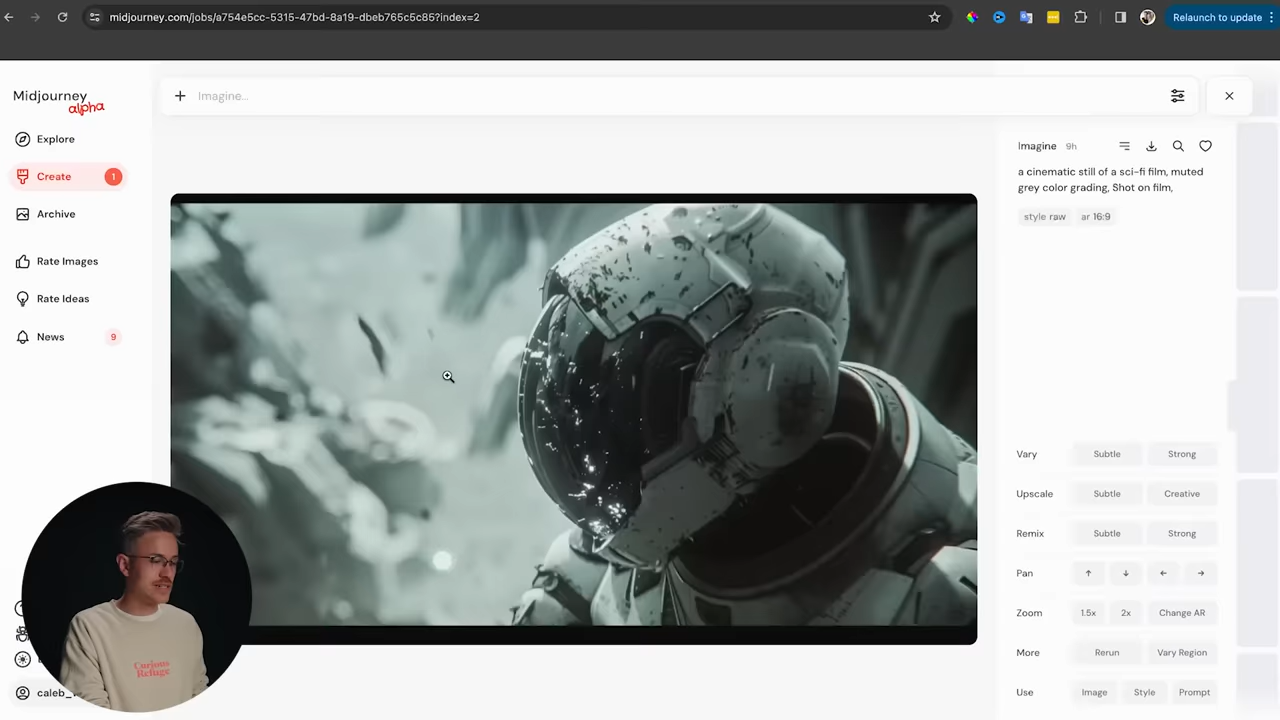 midjourney.com/jobs/a754e5cc-5315-47bd-8a19-dbeb765c5c85?index=2
Relaunch to update
Midjourney
alpha
Imagine...
Explore
Create 1
Archive
Rate Images
Rate Ideas
News 9
caleb_
Curious
Refuge
Imagine 9h
a cinematic still of a sci-fi film, muted
grey color grading, Shot on film,
style raw ar 16:9
Vary Subtle Strong
Upscale Subtle Creative
Remix Subtle Strong
Pan
Zoom 1.5x 2x Change AR
More Rerun Vary Region
Use Image Style Prompt